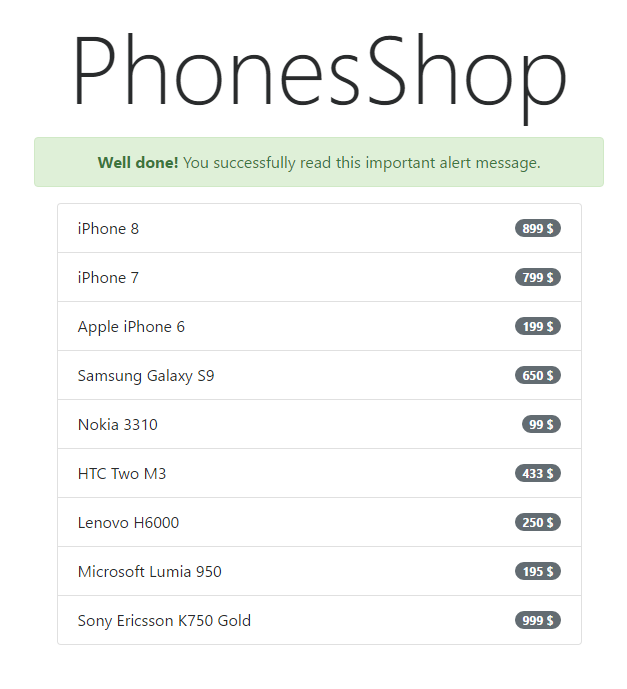 PhonesShop
Well done! You successfully read this important alert message.
iPhone 8 899 $
iPhone 7 799 $
Apple iPhone 6 199 $
Samsung Galaxy S9 650 $
Nokia 3310 99 $
HTC Two M3 433 $
Lenovo H6000 250 $
Microsoft Lumia 950 195 $
Sony Ericsson K750 Gold 999 $